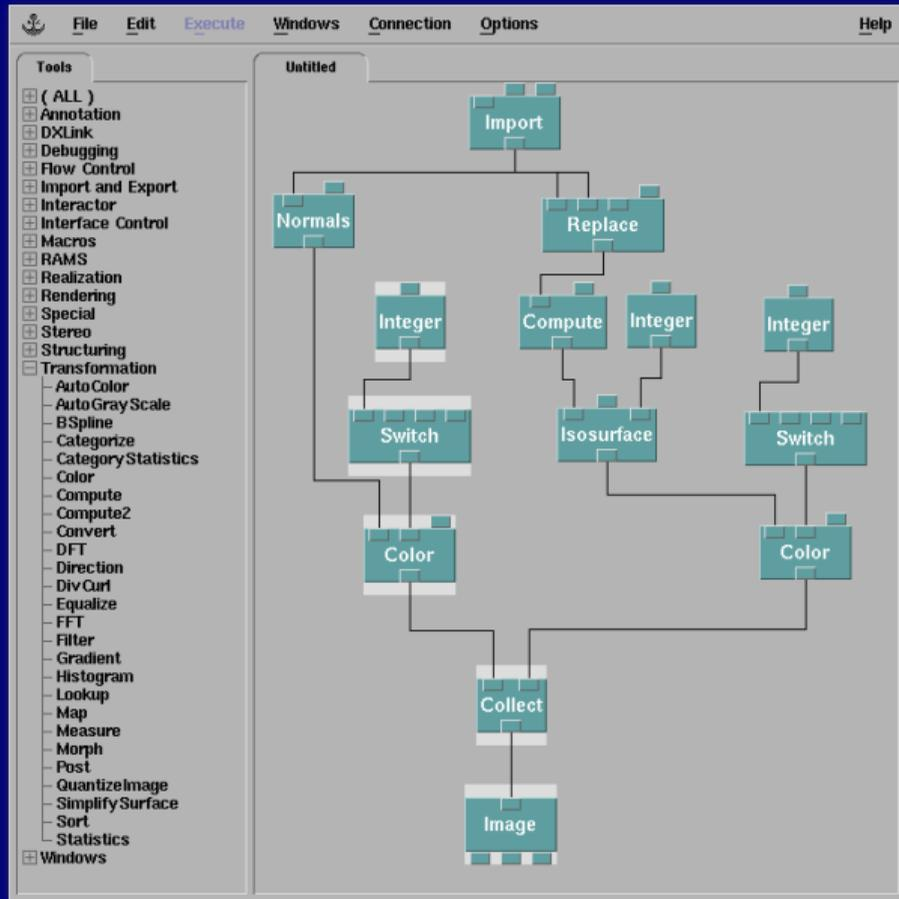 File Edit Execute Windows Connection Options Help
Tools
( ALL )
Annotation
DXLink
Debugging
Flow Control
Import and Export
Interactor
Interface Control
Macros
RAMS
Realization
Rendering
Special
Stereo
Structuring
Transformation
AutoColor
AutoGrayScale
BSpline
Categorize
CategoryStatistics
Color
Compute
Compute2
Convert
DFT
Direction
DivCurl
Equalize
FFT
Filter
Gradient
Histogram
Lookup
Map
Measure
Morph
Post
QuantizeImage
SimplifySurface
Sort
Statistics
Windows
Untitled
Import
Normals Replace
Integer Compute Integer Integer
Switch Isosurface Switch
Color Color
Collect
Image